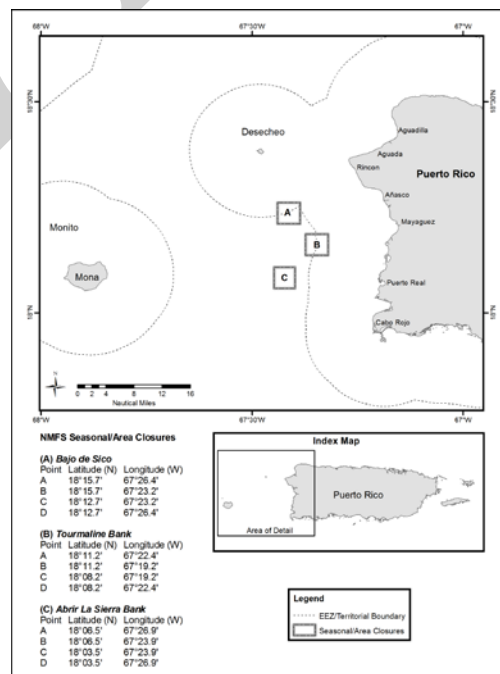 68°W
67°30'W
67°W
18°30'N
18°30'N
Desecheo
Aguadilla
Aguada
Rincon
Puerto Rico
Añasco
A
Mayaguez
B
Monito
C
Mona
Puerto Real
18°N
18°N
Cabo Rojo
N
0 2 4 8 12 16
Nautical Miles
68°W
67°30'W
67°W
NMFS Seasonal/Area Closures
(A) Bajo de Sico
Point Latitude (N) Longitude (W)
A 18°15.7' 67°26.4'
B 18°15.7' 67°23.2'
C 18°12.7' 67°23.2'
D 18°12.7' 67°26.4'
(B) Tourmaline Bank
Point Latitude (N) Longitude (W)
A 18°11.2' 67°22.4'
B 18°11.2' 67°19.2'
C 18°08.2' 67°19.2'
D 18°08.2' 67°22.4'
(C) Abrir La Sierra Bank
Point Latitude (N) Longitude (W)
A 18°06.5' 67°26.9'
B 18°06.5' 67°23.9'
C 18°03.5' 67°23.9'
D 18°03.5' 67°26.9'
Index Map
Puerto Rico
Area of Detail
Legend
EEZ/Territorial Boundary
Seasonal/Area Closures